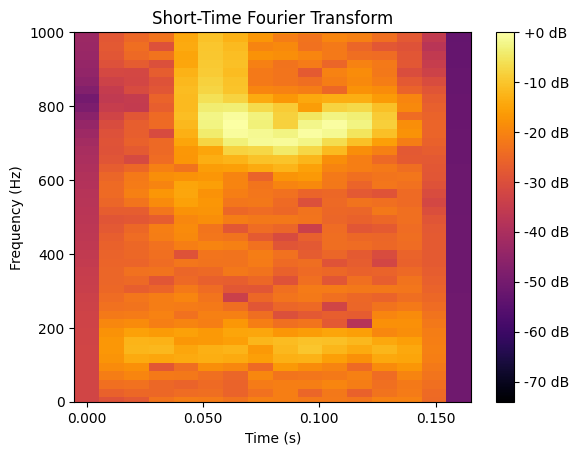 Short-Time Fourier Transform
1000
800
600
400
200
0
Frequency (Hz)
0.000
0.050
0.100
0.150
Time (s)
+0 dB
-10 dB
-20 dB
-30 dB
-40 dB
-50 dB
-60 dB
-70 dB